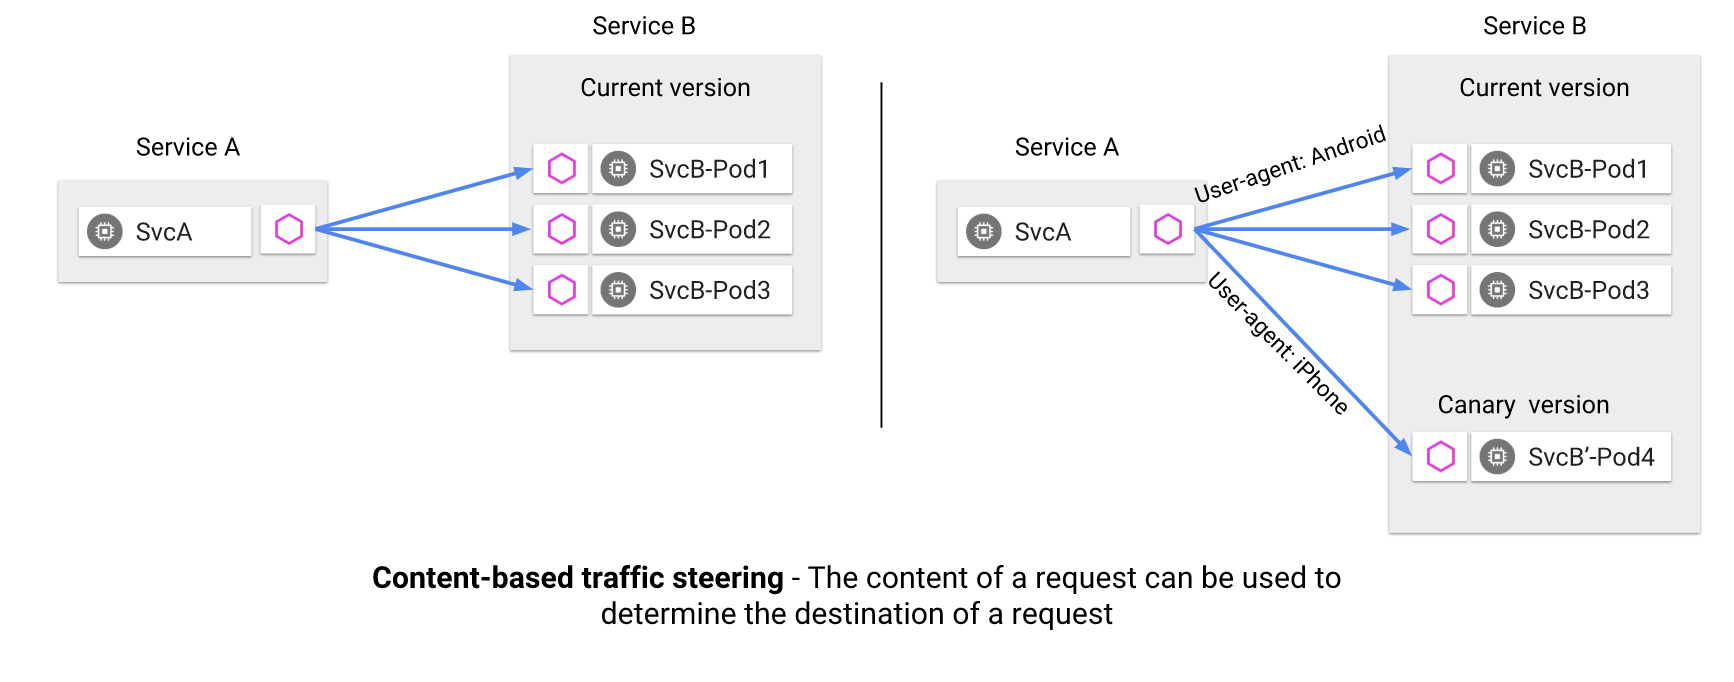 Service B
Current version
Service A
SvcA
SvcB-Pod1
SvcB-Pod2
SvcB-Pod3
Service B
Current version
Service A
SvcA
User-agent: Android
SvcB-Pod1
SvcB-Pod2
SvcB-Pod3
User-agent: iPhone
Canary version
SvcB’-Pod4
Content-based traffic steering - The content of a request can be used to
determine the destination of a request